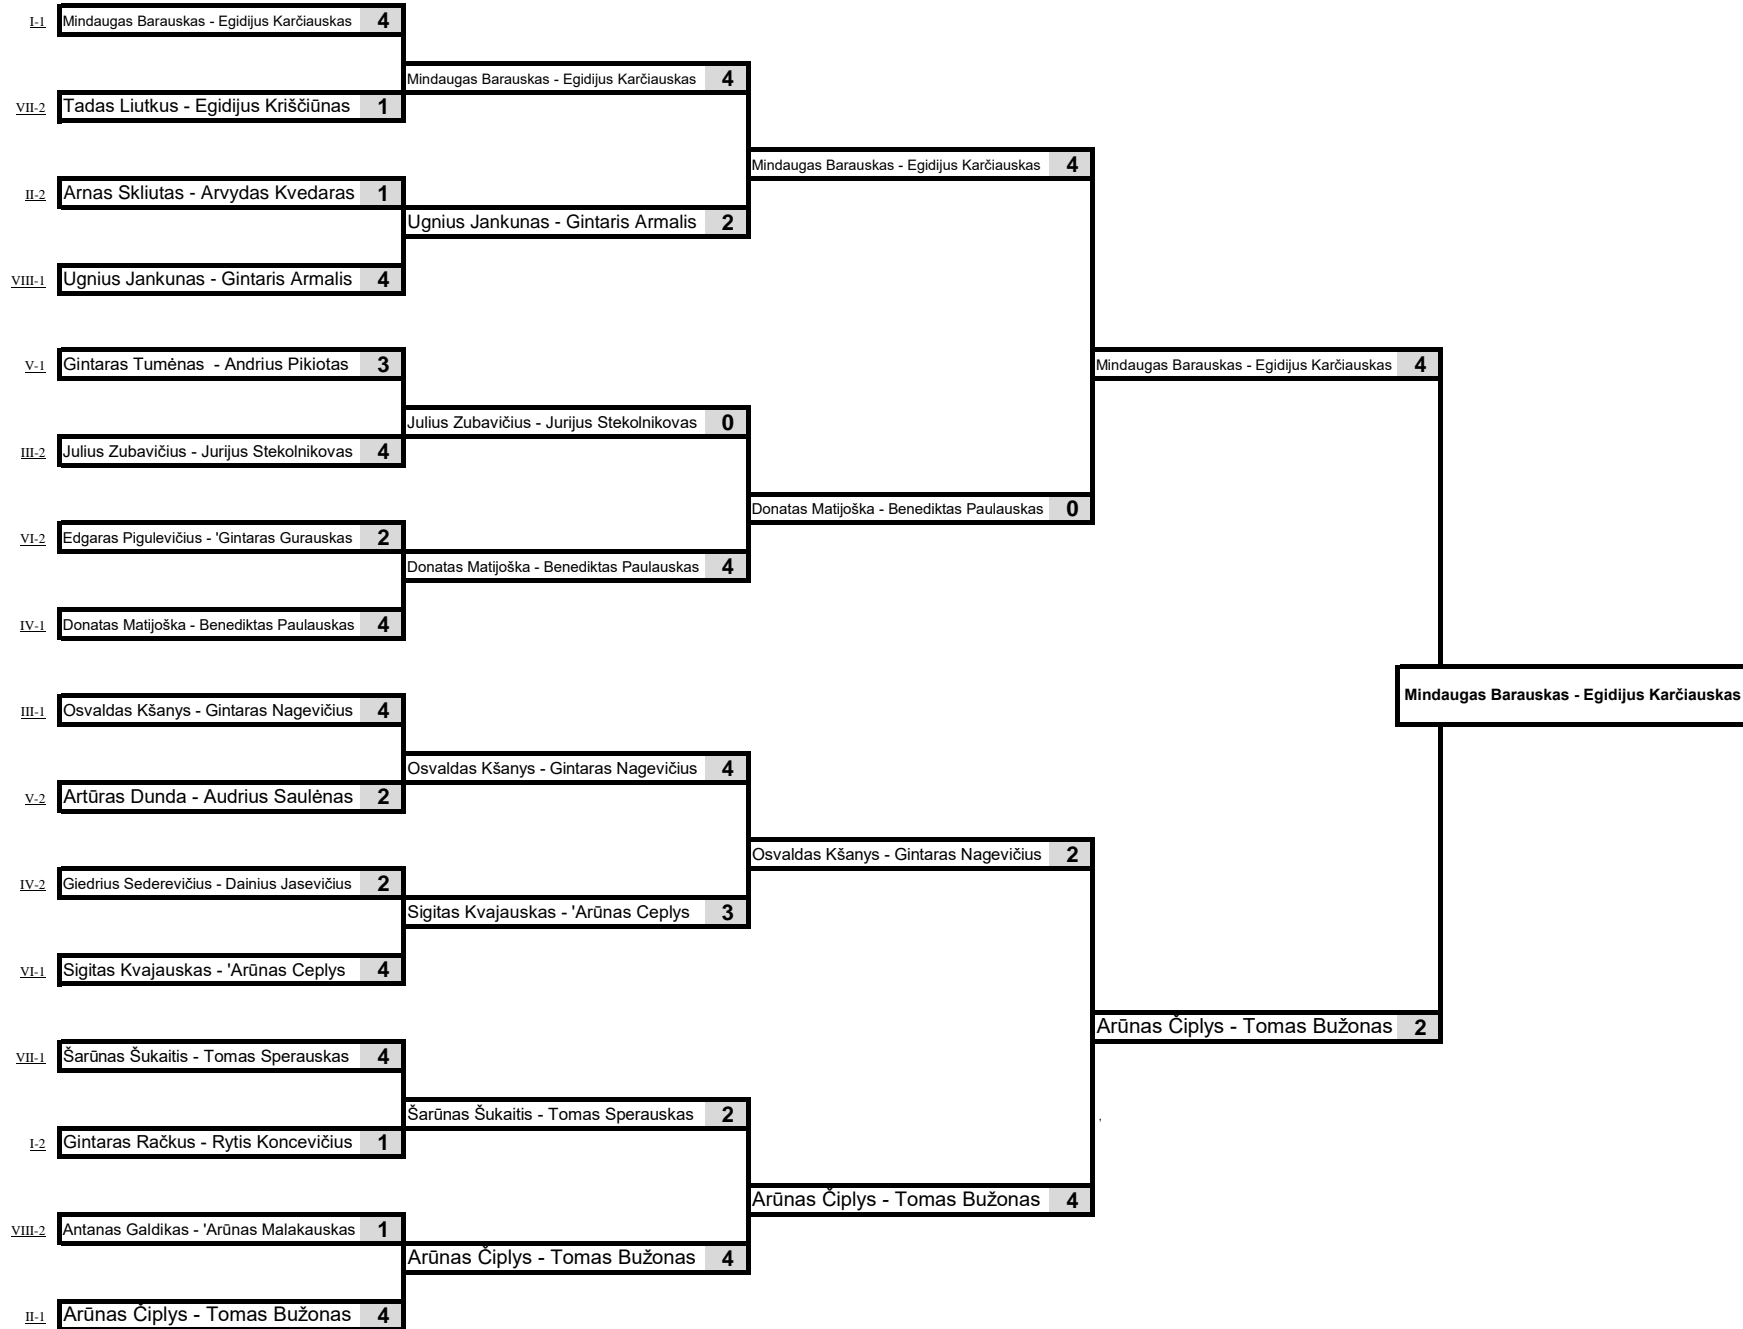 I-1 Mindaugas Barauskas - Egidijus Karčiauskas 4
Mindaugas Barauskas - Egidijus Karčiauskas 4
VII-2 Tadas Liutkus - Egidijus Kriščiūnas 1
Mindaugas Barauskas - Egidijus Karčiauskas 4
II-2 Arnas Skliutas - Arvydas Kvedaras 1
Ugnius Jankunas - Gintaris Armalis 2
VIII-1 Ugnius Jankunas - Gintaris Armalis 4
V-1 Gintaras Tumėnas - Andrius Pikiotas 3
Mindaugas Barauskas - Egidijus Karčiauskas 4
Julius Zubavičius - Jurijus Stekolnikovas 0
III-2 Julius Zubavičius - Jurijus Stekolnikovas 4
Donatas Matijoška - Benediktas Paulauskas 0
VI-2 Edgaras Pigulevičius - 'Gintaras Gurauskas 2
Donatas Matijoška - Benediktas Paulauskas 4
IV-1 Donatas Matijoška - Benediktas Paulauskas 4
Mindaugas Barauskas - Egidijus Karčiauskas
III-1 Osvaldas Kšanys - Gintaras Nagevičius 4
Osvaldas Kšanys - Gintaras Nagevičius 4
V-2 Artūras Dunda - Audrius Saulėnas 2
Osvaldas Kšanys - Gintaras Nagevičius 2
IV-2 Giedrius Sederevičius - Dainius Jasevičius 2
Sigitas Kvajauskas - 'Arūnas Ceplys 3
VI-1 Sigitas Kvajauskas - 'Arūnas Ceplys 4
Arūnas Čiplys - Tomas Bužonas 2
VII-1 Šarūnas Šukaitis - Tomas Sperauskas 4
Šarūnas Šukaitis - Tomas Sperauskas 2
,
I-2 Gintaras Račkus - Rytis Koncevičius 1
Arūnas Čiplys - Tomas Bužonas 4
VIII-2 Antanas Galdikas - 'Arūnas Malakauskas 1
Arūnas Čiplys - Tomas Bužonas 4
II-1 Arūnas Čiplys - Tomas Bužonas 4